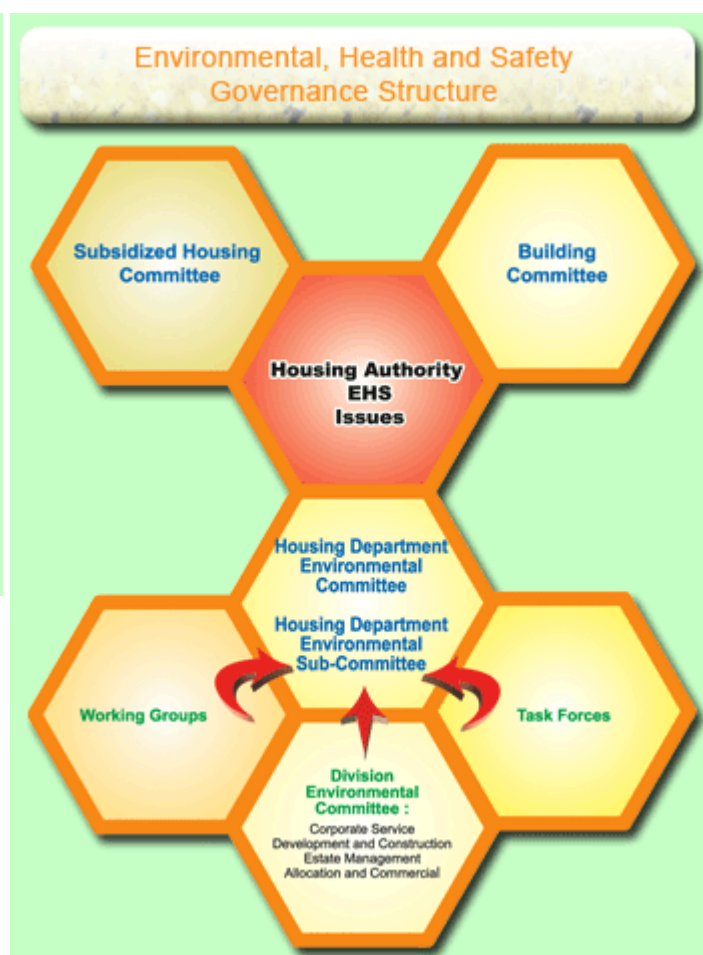 Environmental, Health and Safety
Governance Structure
Subsidized Housing
Committee
Building
Committee
Housing Authority
EHS
Issues
Housing Department
Environmental
Committee
Housing Department
Environmental
Sub-Committee
Working Groups
Task Forces
Division
Environmental
Committee :
Corporate Service
Development and Construction
Estate Management
Allocation and Commercial